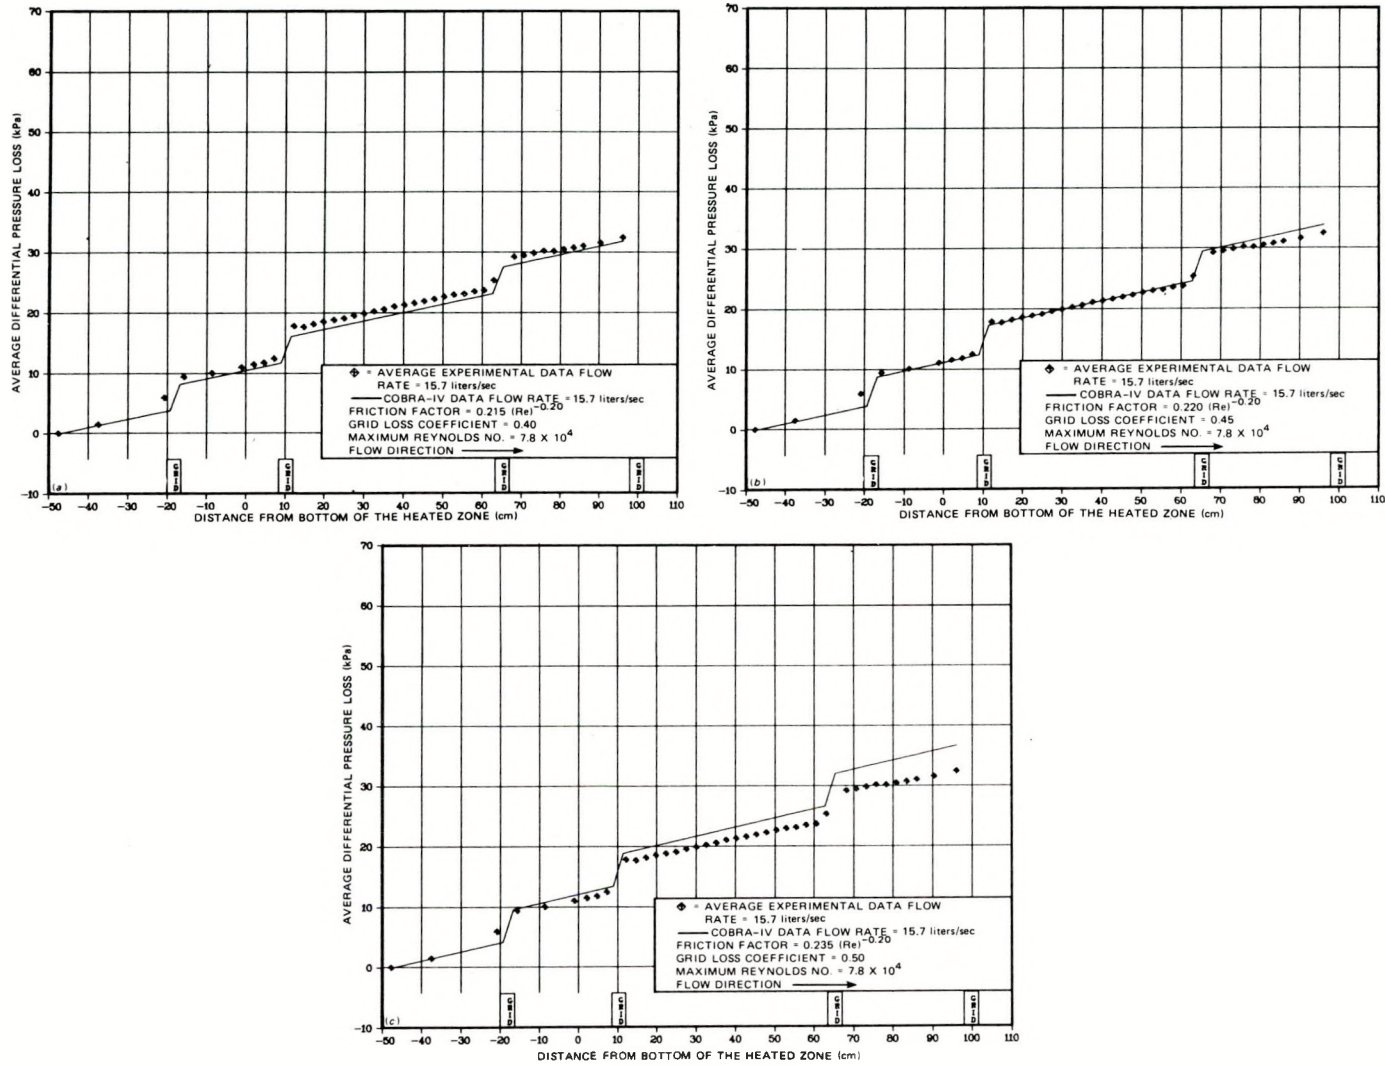 70
60
50
40
30
20
10
0
−10
AVERAGE DIFFERENTIAL PRESSURE LOSS (kPa)
= AVERAGE EXPERIMENTAL DATA FLOW
RATE = 15.7 liters/sec
COBRA−IV DATA FLOW RATE = 15.7 liters/sec
FRICTION FACTOR = 0.215 (Re)−0.20
GRID LOSS COEFFICIENT = 0.40
MAXIMUM REYNOLDS NO. = 7.8 X 10⁴
FLOW DIRECTION
(a)
GRID
GRID
GRID
GRID
−50 −40 −30 −20 −10 0 10 20 30 40 50 60 70 80 90 100 110
DISTANCE FROM BOTTOM OF THE HEATED ZONE (cm)
70
60
50
40
30
20
10
0
−10
AVERAGE DIFFERENTIAL PRESSURE LOSS (kPa)
= AVERAGE EXPERIMENTAL DATA FLOW
RATE = 15.7 liters/sec
COBRA−IV DATA FLOW RATE = 15.7 liters/sec
FRICTION FACTOR = 0.220 (Re)−0.20
GRID LOSS COEFFICIENT = 0.45
MAXIMUM REYNOLDS NO. = 7.8 X 10⁴
FLOW DIRECTION
(b)
GRID
GRID
GRID
GRID
−50 −40 −30 −20 −10 0 10 20 30 40 50 60 70 80 90 100 110
DISTANCE FROM BOTTOM OF THE HEATED ZONE (cm)
70
60
50
40
30
20
10
0
−10
AVERAGE DIFFERENTIAL PRESSURE LOSS (kPa)
= AVERAGE EXPERIMENTAL DATA FLOW
RATE = 15.7 liters/sec
COBRA−IV DATA FLOW RATE = 15.7 liters/sec
FRICTION FACTOR = 0.235 (Re)−0.20
GRID LOSS COEFFICIENT = 0.50
MAXIMUM REYNOLDS NO. = 7.8 X 10⁴
FLOW DIRECTION
(c)
GRID
GRID
GRID
GRID
−50 −40 −30 −20 −10 0 10 20 30 40 50 60 70 80 90 100 110
DISTANCE FROM BOTTOM OF THE HEATED ZONE (cm)